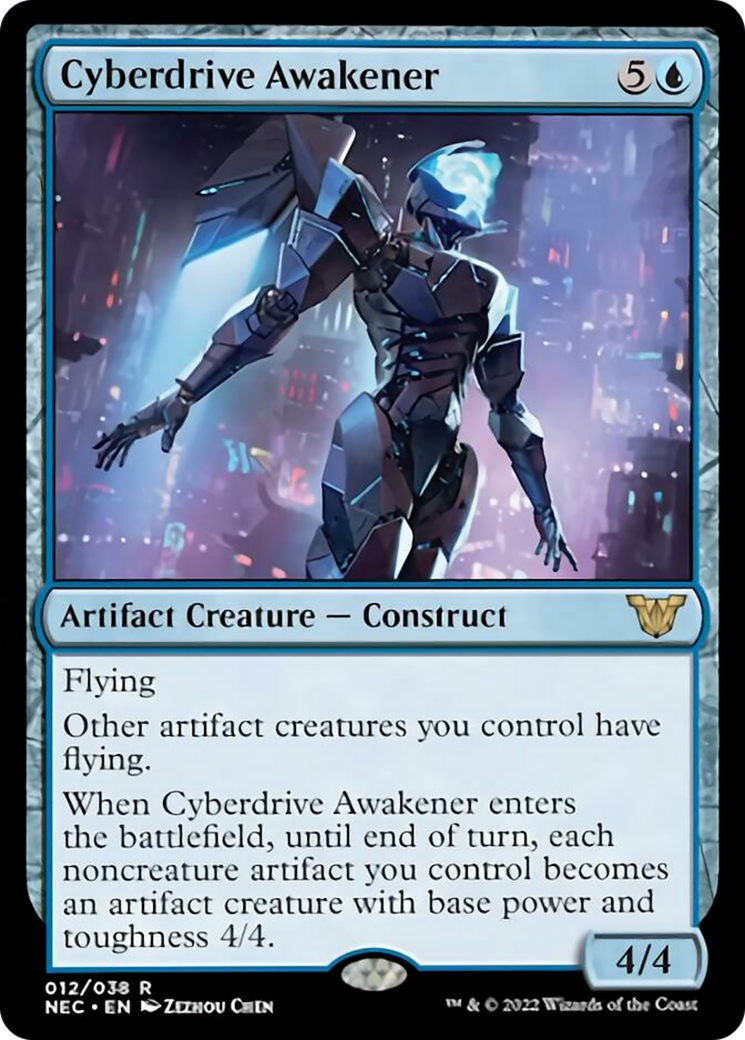 Cyberdrive Awakener 5
Artifact Creature — Construct
Flying
Other artifact creatures you control have
flying.
When Cyberdrive Awakener enters
the battlefield, until end of turn, each
noncreature artifact you control becomes
an artifact creature with base power and
toughness 4/4.
4/4
012/038 R
NEC • EN Zezhou Chen
™ & © 2022 Wizards of the Coast